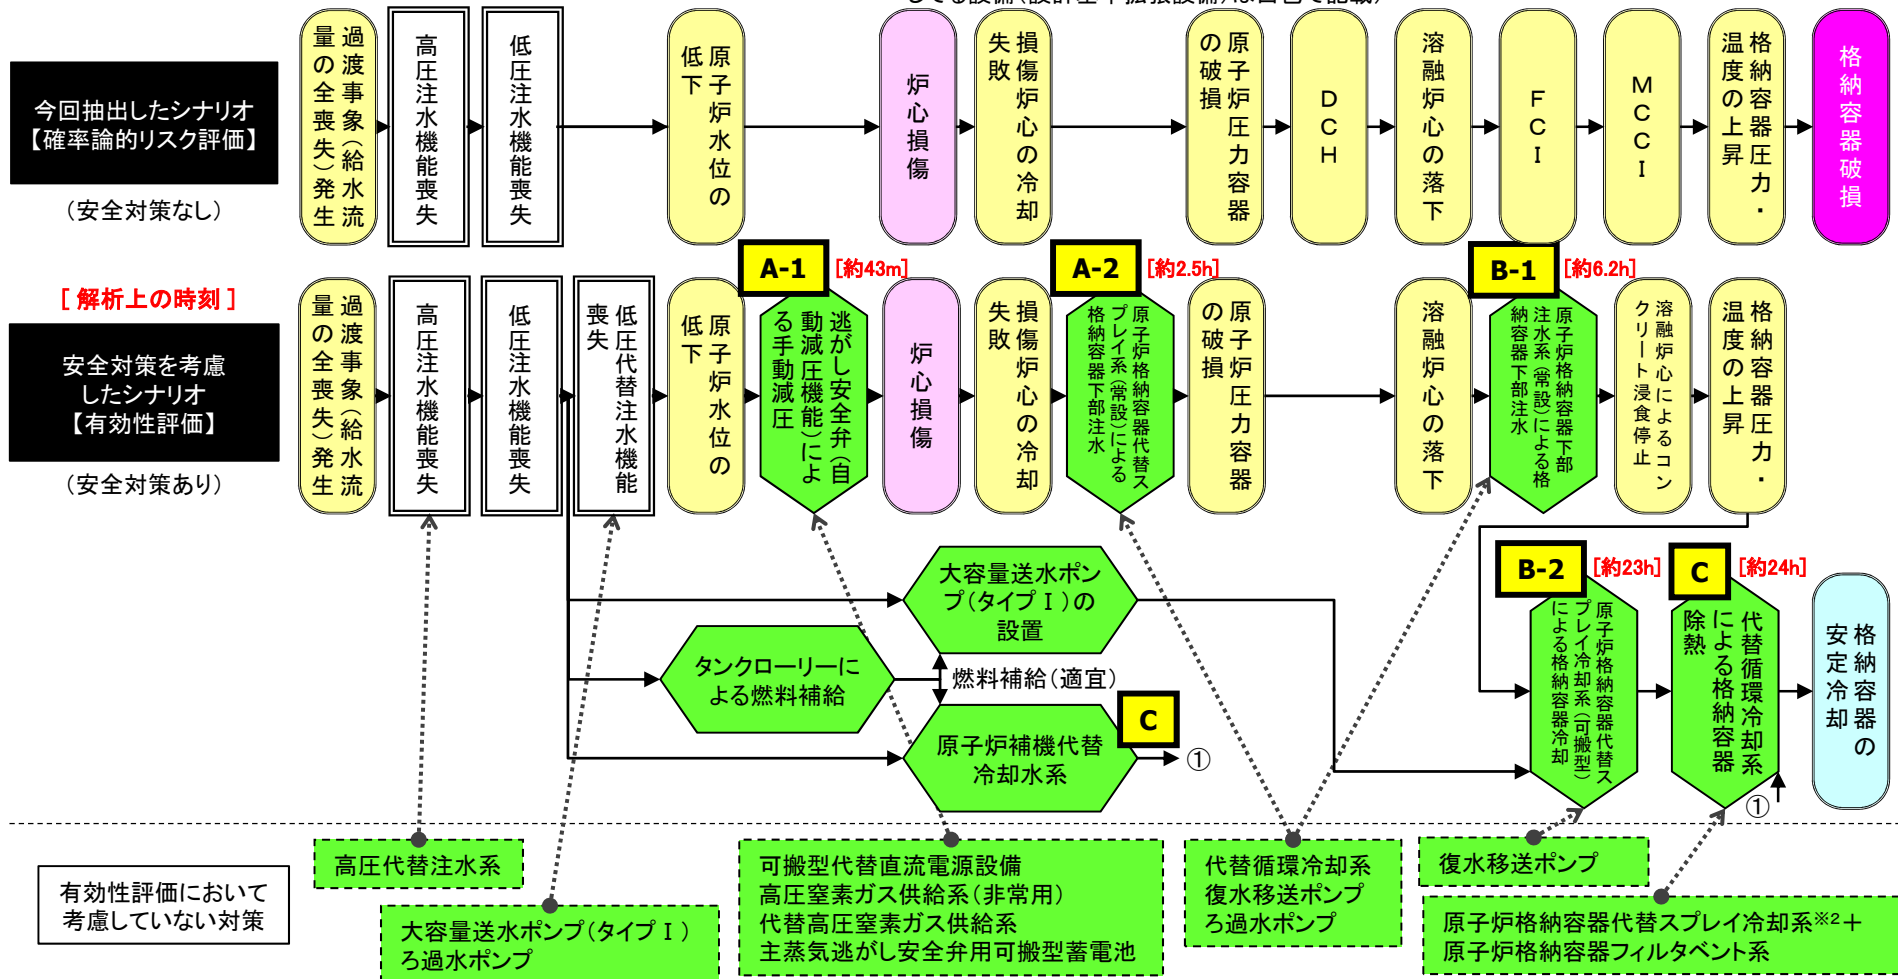 今回抽出したシナリオ
【確率論的リスク評価】
(安全対策なし)
過渡事象(給水流
量の全喪失)発生
高圧注水機能喪失
低圧注水機能喪失
原子炉水位の
低下
炉心損傷
損傷炉心の冷却
失敗
原子炉圧力容器
の破損
DCH
溶融炉心の落下
FCI
MCCI
格納容器圧力・
温度の上昇
格納容器破損
[解析上の時刻]
安全対策を考慮
したシナリオ
【有効性評価】
(安全対策あり)
過渡事象(給水流
量の全喪失)発生
高圧注水機能喪失
低圧注水機能喪失
低圧代替注水機能
喪失
原子炉水位の
低下
A-1
[約43m]
逃がし安全弁(自
動減圧機能)によ
る手動減圧
炉心損傷
損傷炉心の冷却
失敗
A-2
[約2.5h]
原子炉格納容器代替ス
プレイ系(常設)による
格納容器下部注水
原子炉圧力容器
の破損
溶融炉心の落下
B-1
[約6.2h]
原子炉格納容器下部
注水系(常設)による格
納容器下部注水
溶融炉心によるコン
クリート浸食停止
格納容器圧力・
温度の上昇
大容量送水ポン
プ(タイプⅠ)の
設置
タンクローリーに
よる燃料補給
燃料補給(適宜)
原子炉補機代替
冷却水系
C
①
B-2
[約23h]
原子炉格納容器代替ス
プレイ冷却系(可搬型)
による格納容器冷却
C
[約24h]
代替循環冷却系
による格納容器
除熱
①
格納容器の
安定冷却
有効性評価において
考慮していない対策
高圧代替注水系
大容量送水ポンプ(タイプⅠ)
ろ過水ポンプ
可搬型代替直流電源設備
高圧窒素ガス供給系(非常用)
代替高圧窒素ガス供給系
主蒸気逃がし安全弁用可搬型蓄電池
代替循環冷却系
復水移送ポンプ
ろ過水ポンプ
復水移送ポンプ
原子炉格納容器代替スプレイ冷却系※2+
原子炉格納容器フィルタベント系